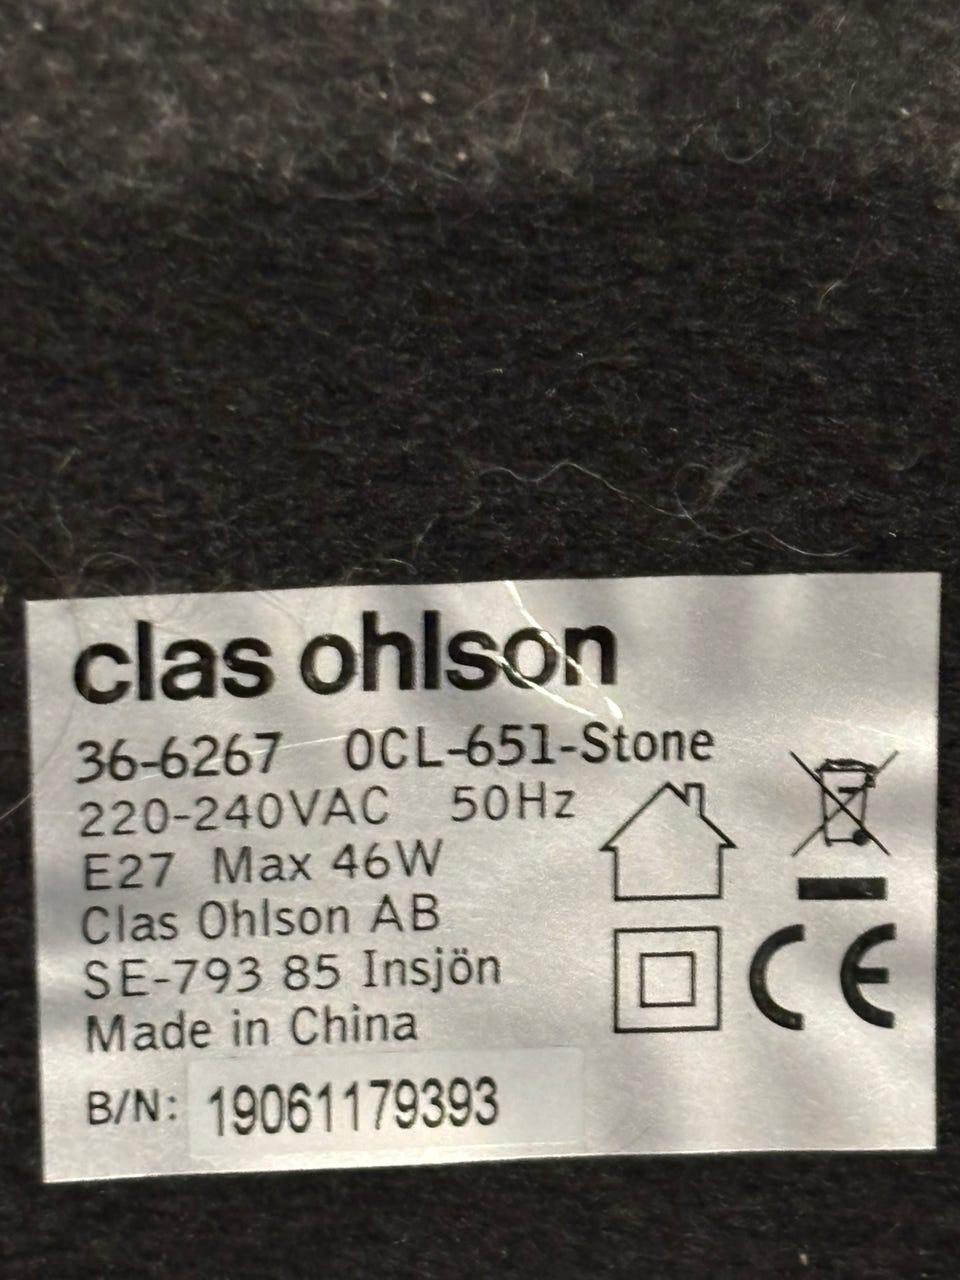 clas ohlson
36-6267 OCL-651-Stone
220-240VAC 50Hz
E27 Max 46W
Clas Ohlson AB
SE-793 85 Insjön
Made in China
CE
B/N: 19061179393